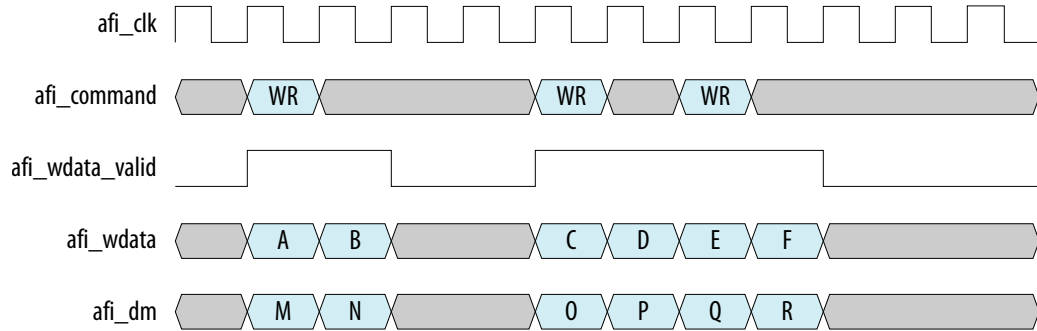 afi_clk
afi_command WR WR WR
afi_wdata_valid
afi_wdata A B C D E F
afi_dm M N O P Q R